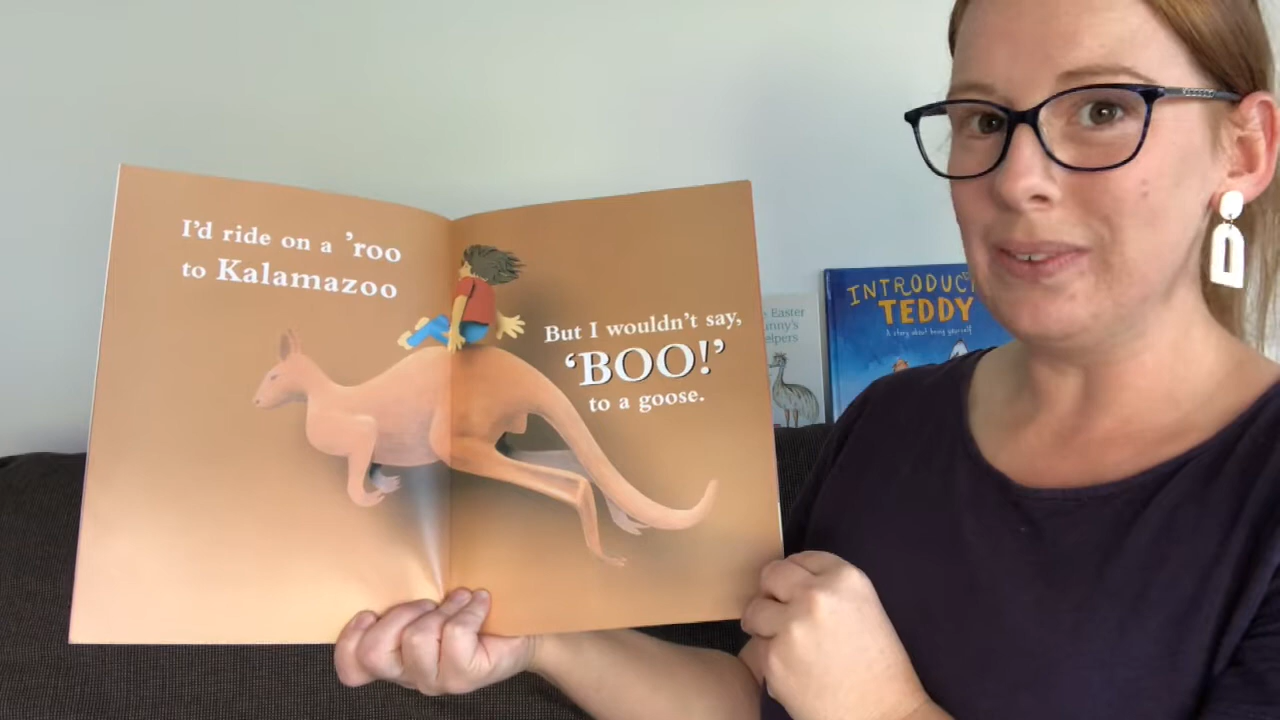 I'd ride on a 'roo
to Kalamazoo
But I wouldn't say,
'BOO!'
to a goose.
Easter
unny's
elpers
INTRODUC
TEDDY
A story about being yourself